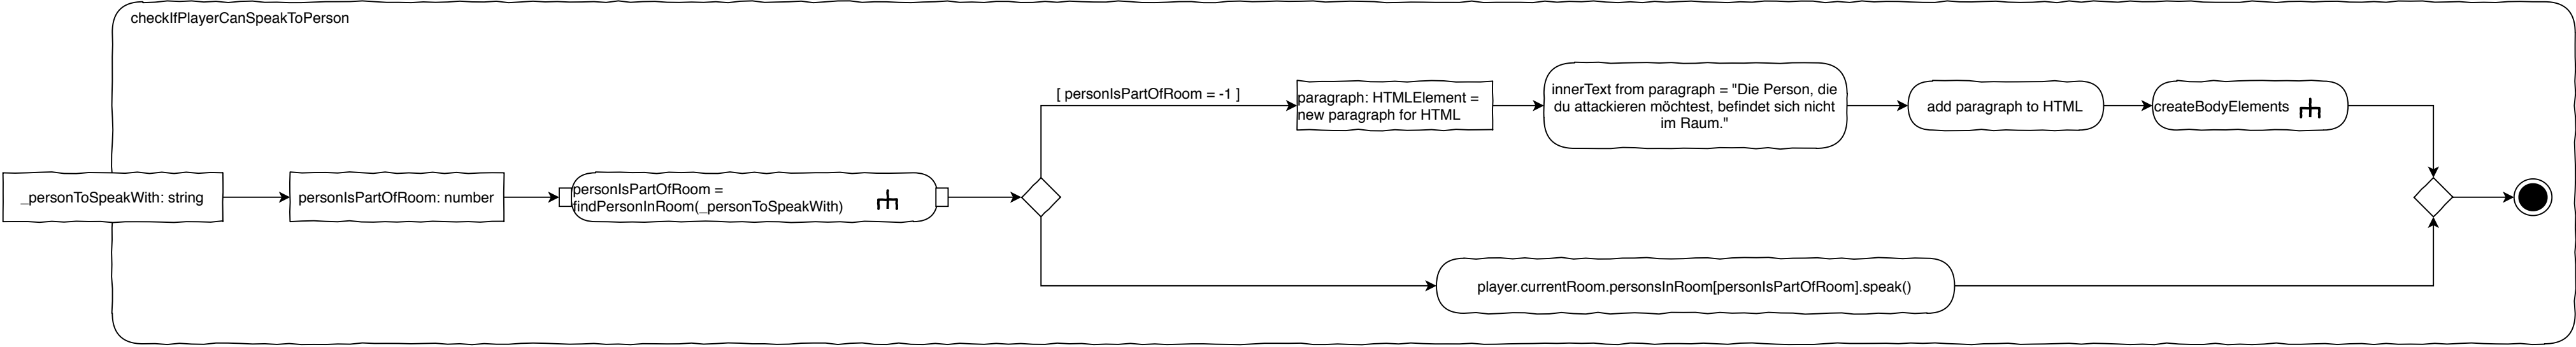 checkIfPlayerCanSpeakToPerson
_personToSpeakWith: string
personIsPartOfRoom: number
personIsPartOfRoom =
findPersonInRoom(_personToSpeakWith)
[ personIsPartOfRoom = -1 ]
paragraph: HTMLElement =
new paragraph for HTML
innerText from paragraph = "Die Person, die
du attackieren möchtest, befindet sich nicht
im Raum."
add paragraph to HTML
createBodyElements
player.currentRoom.personsInRoom[personIsPartOfRoom].speak()